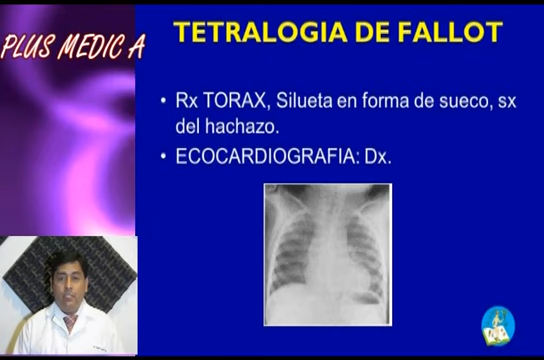 PLUS MEDIC A
TETRALOGIA DE FALLOT
• Rx TORAX, Silueta en forma de sueco, sx
del hachazo.
• ECOCARDIOGRAFIA: Dx.